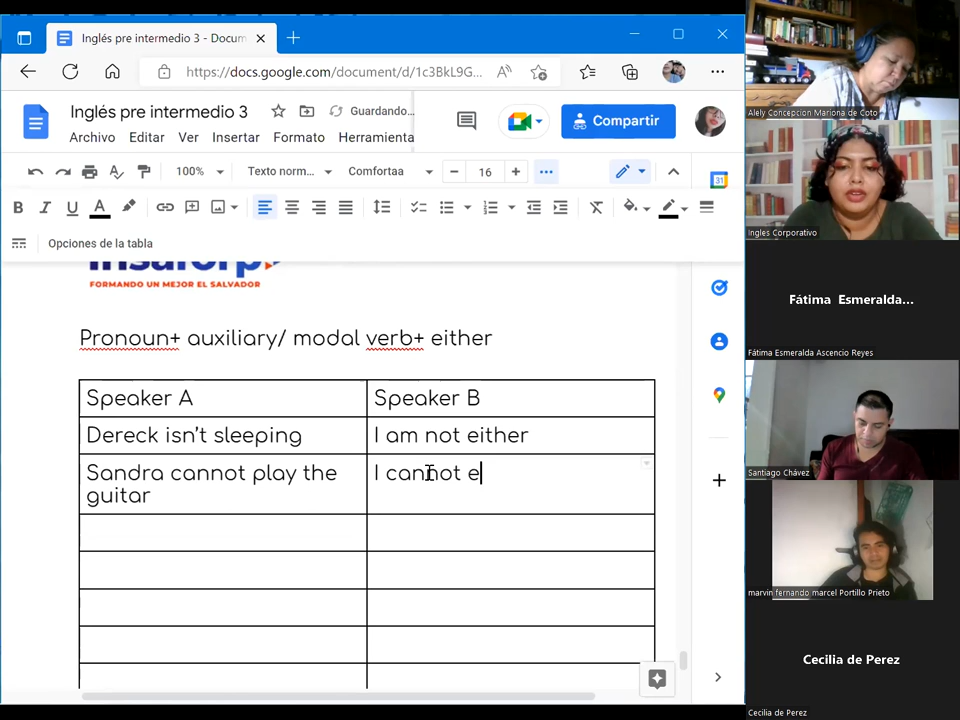 Inglés pre intermedio 3 - Docum
https://docs.google.com/document/d/1c3BkL9G...
Inglés pre intermedio 3
Guardando...
Archivo Editar Ver Insertar Formato Herramienta
Compartir
100% Texto norm... Comfortaa 16
Opciones de la tabla
insaforp
FORMANDO UN MEJOR EL SALVADOR
Pronoun+ auxiliary/ modal verb+ either
Speaker A Speaker B
Dereck isn't sleeping I am not either
Sandra cannot play the I cannot e
guitar
Alely Concepcion Mariona de Coto
Ingles Corporativo
Fátima Esmeralda...
Fátima Esmeralda Ascencio Reyes
Santiago Chávez
marvin fernando marcel Portillo Prieto
Cecilia de Perez
Cecilia de Perez